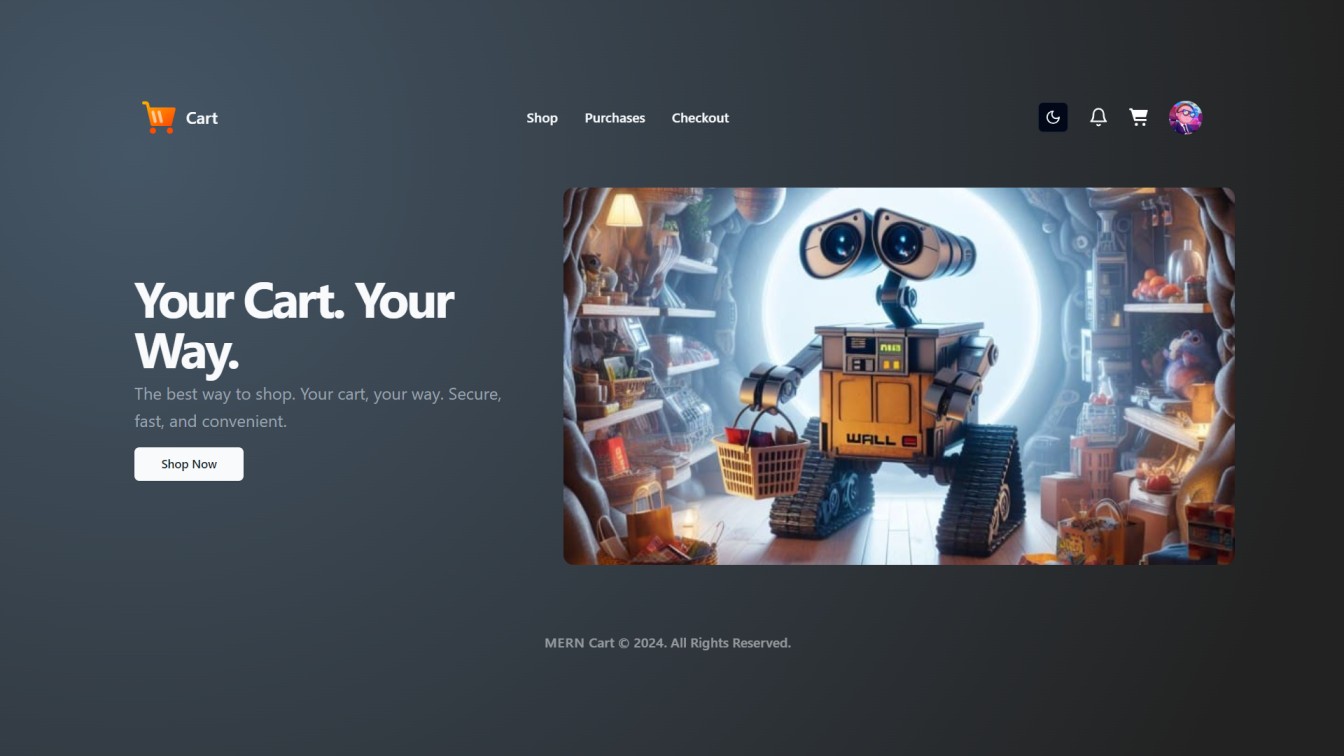 Cart
Shop
Purchases
Checkout
Your Cart. Your
Way.
The best way to shop. Your cart, your way. Secure,
fast, and convenient.
Shop Now
WALL E
MERN Cart © 2024. All Rights Reserved.